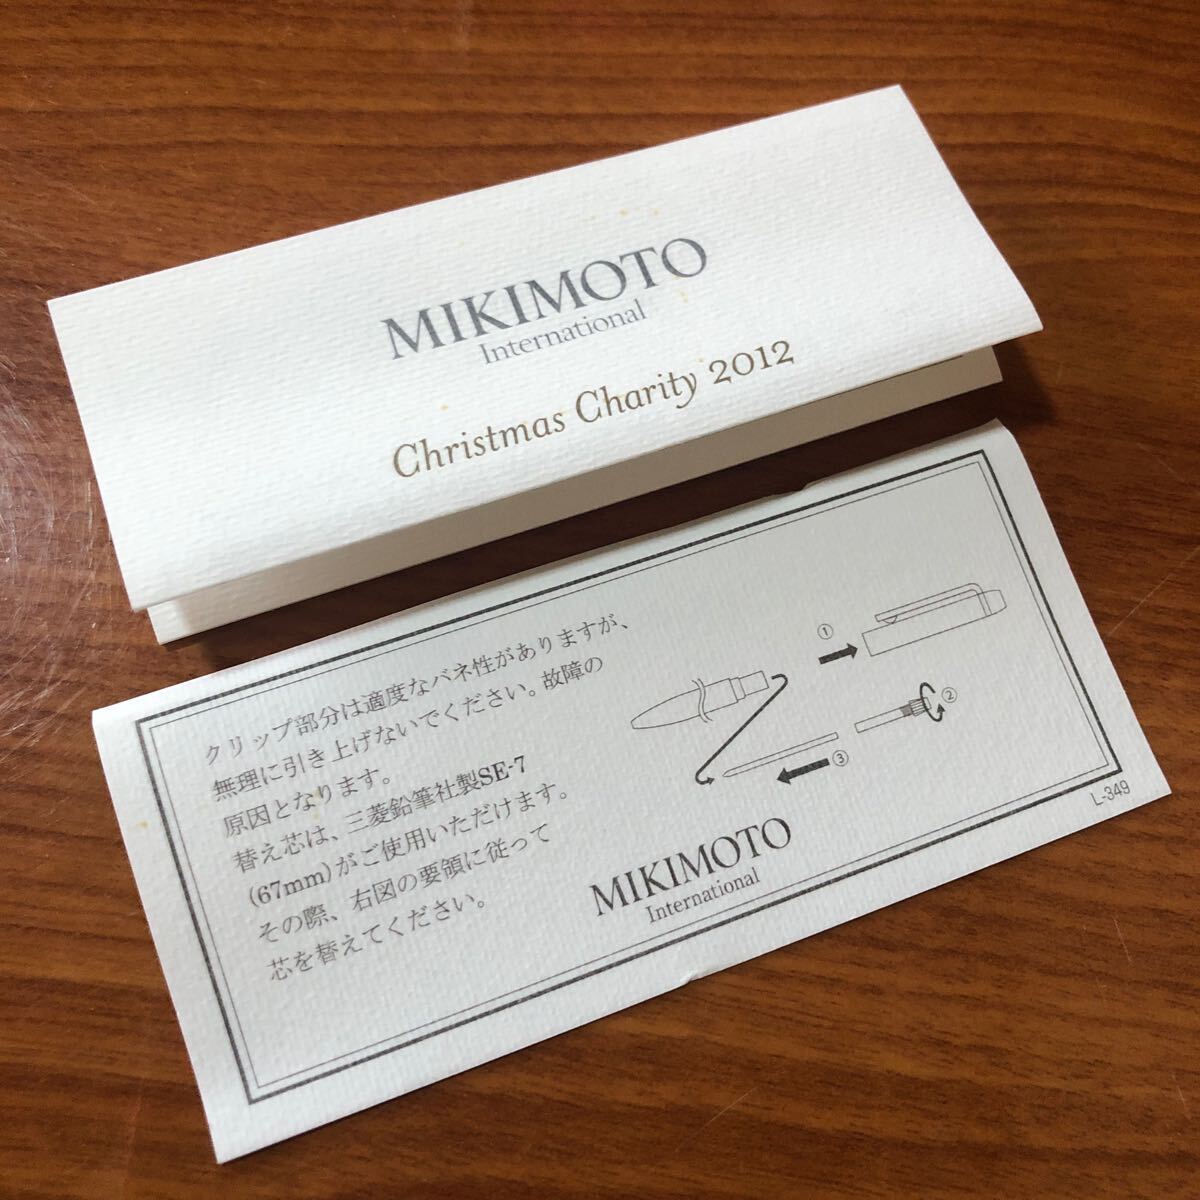 MIKIMOTO
International
Christmas Charity 2012
クリップ部分は適度なバネ性がありますが、
無理に引き上げないでください。故障の
原因となります。
替え芯は、三菱鉛筆社製SE-7
(67mm)がご使用いただけます。
その際、右図の要領に従って
芯を替えてください。
①
②
③
MIKIMOTO
International
L-349